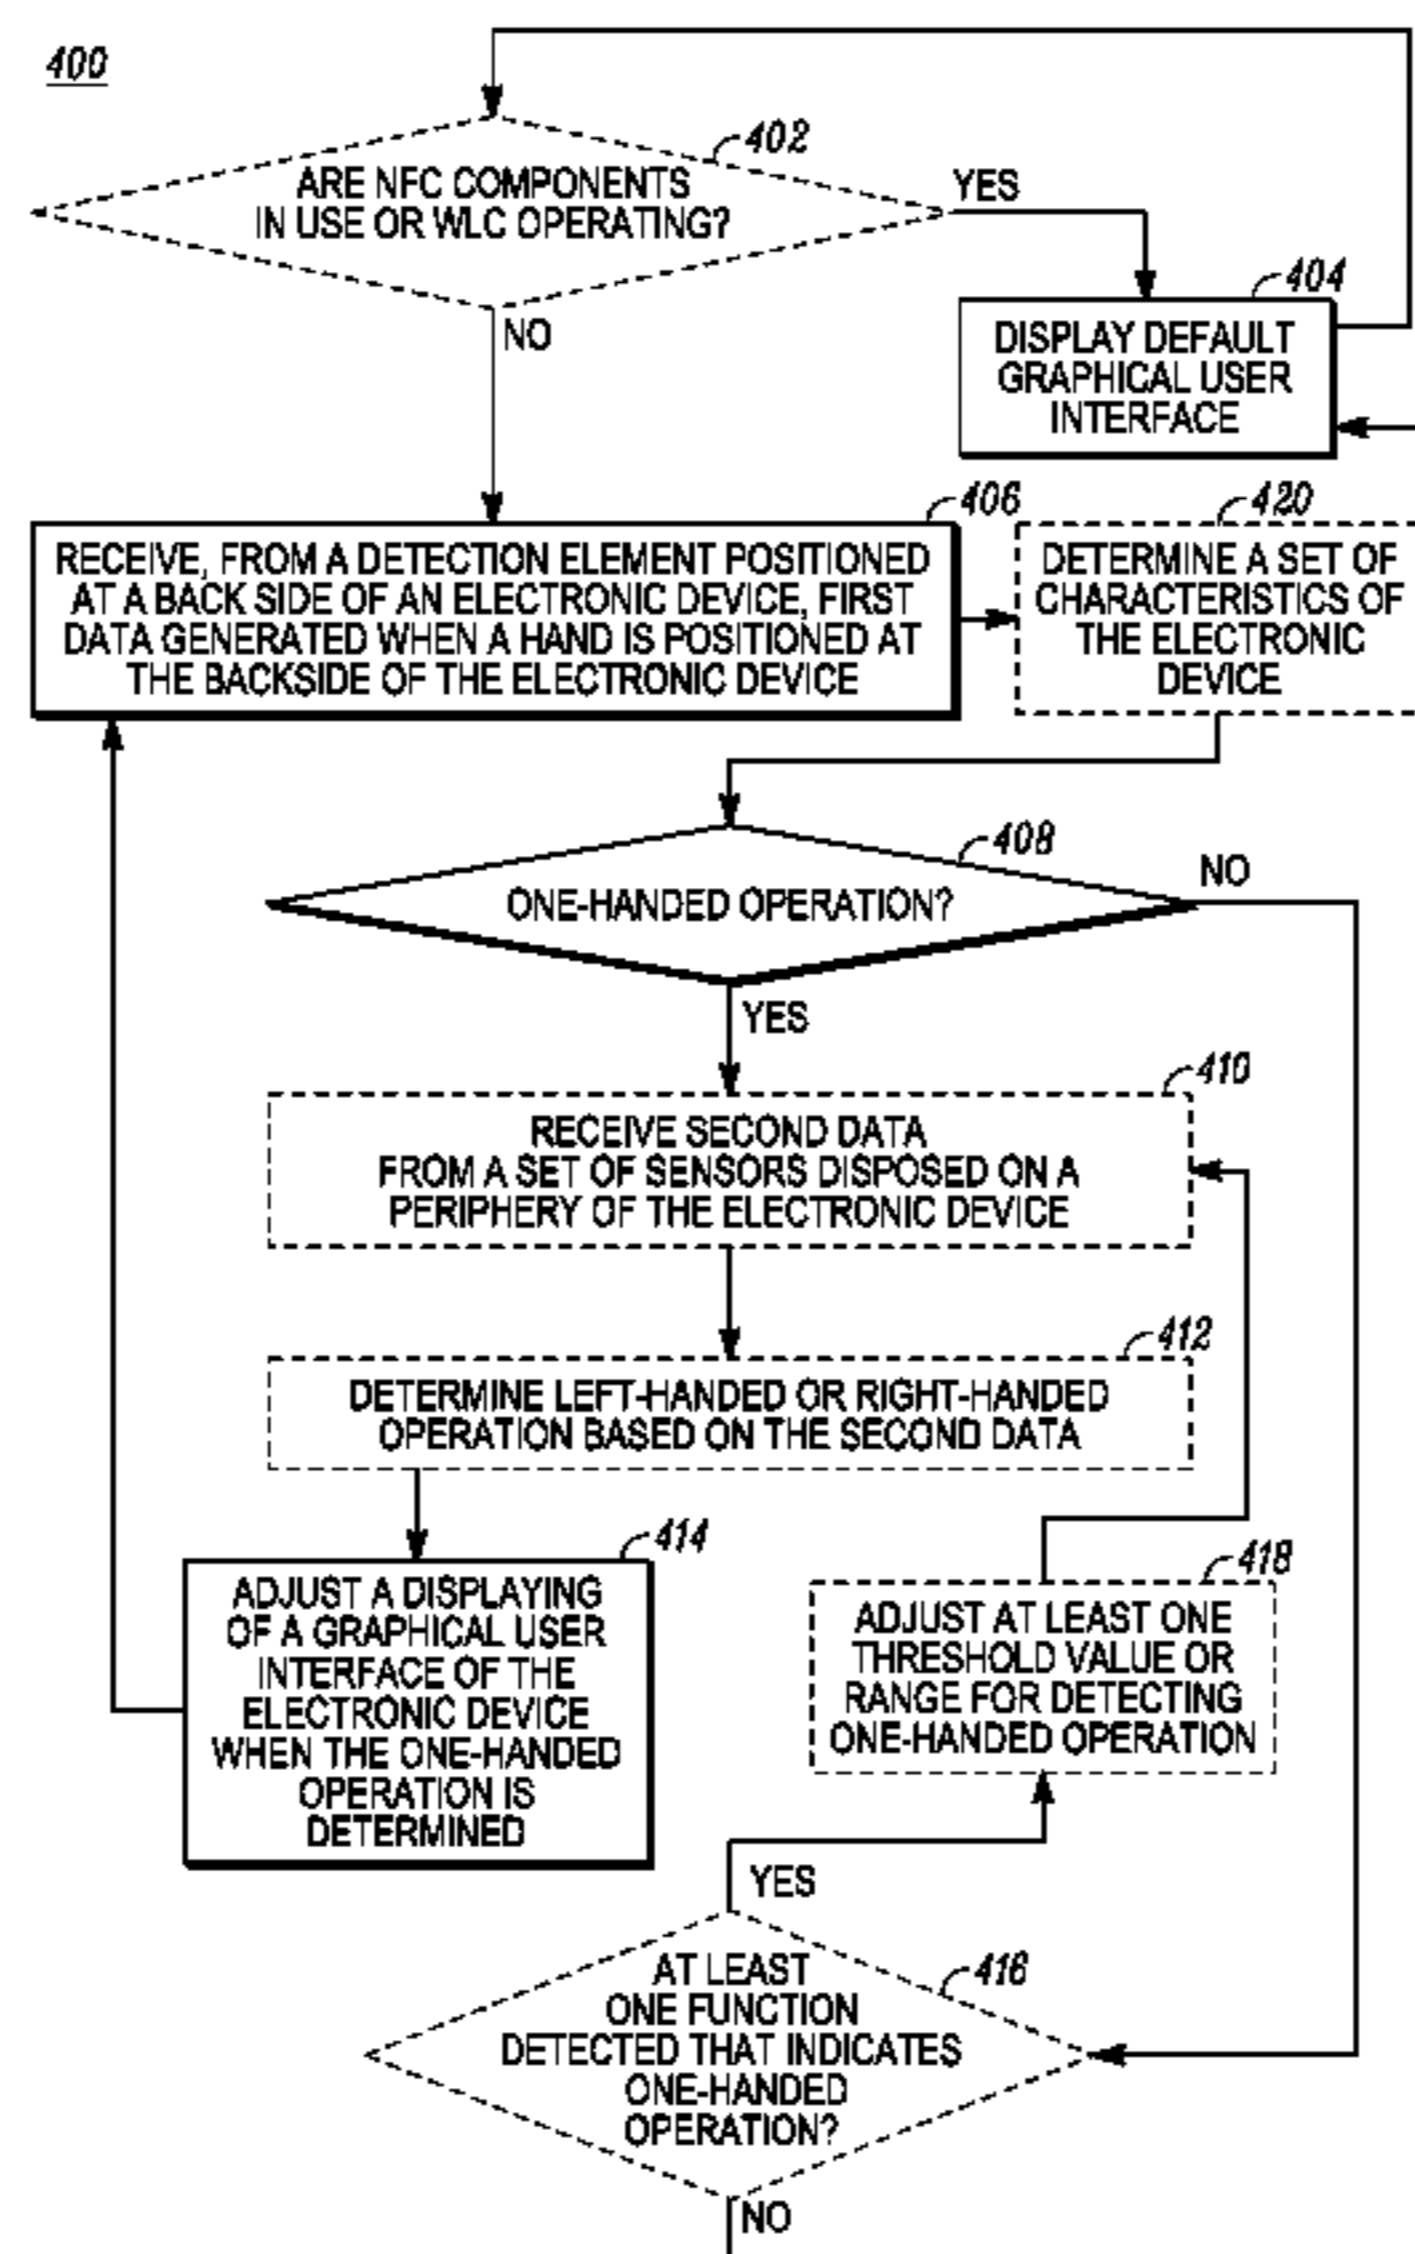 400
402
ARE NFC COMPONENTS
IN USE OR WLC OPERATING?
YES
NO
404
DISPLAY DEFAULT
GRAPHICAL USER
INTERFACE
406
RECEIVE, FROM A DETECTION ELEMENT POSITIONED
AT A BACK SIDE OF AN ELECTRONIC DEVICE, FIRST
DATA GENERATED WHEN A HAND IS POSITIONED AT
THE BACKSIDE OF THE ELECTRONIC DEVICE
420
DETERMINE A SET OF
CHARACTERISTICS OF
THE ELECTRONIC
DEVICE
408
ONE-HANDED OPERATION?
NO
YES
410
RECEIVE SECOND DATA
FROM A SET OF SENSORS DISPOSED ON A
PERIPHERY OF THE ELECTRONIC DEVICE
412
DETERMINE LEFT-HANDED OR RIGHT-HANDED
OPERATION BASED ON THE SECOND DATA
414
ADJUST A DISPLAYING
OF A GRAPHICAL USER
INTERFACE OF THE
ELECTRONIC DEVICE
WHEN THE ONE-HANDED
OPERATION IS
DETERMINED
418
ADJUST AT LEAST ONE
THRESHOLD VALUE OR
RANGE FOR DETECTING
ONE-HANDED OPERATION
YES
416
AT LEAST
ONE FUNCTION
DETECTED THAT INDICATES
ONE-HANDED
OPERATION?
NO